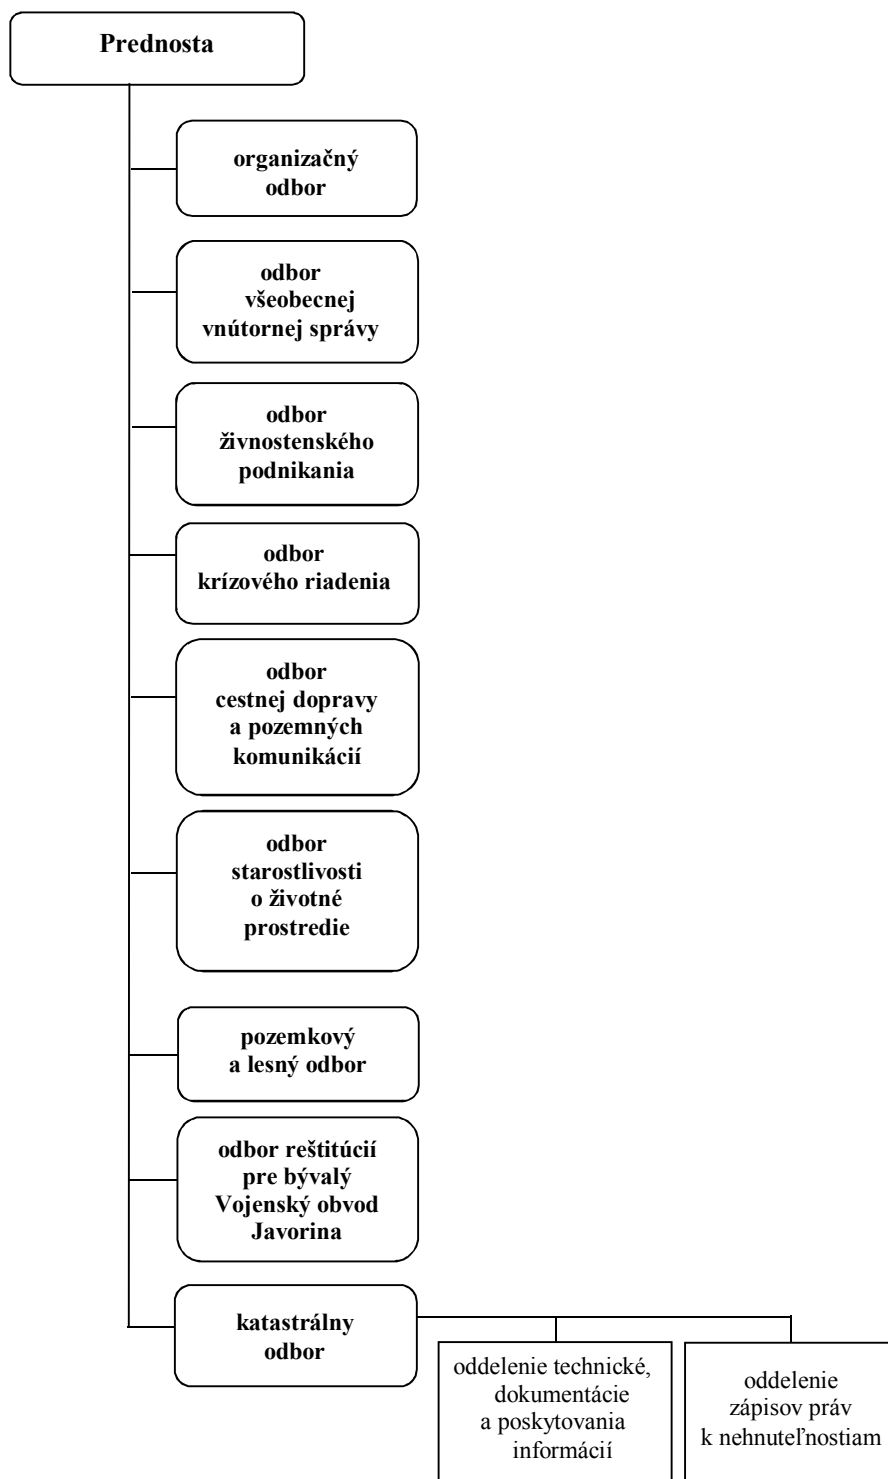 Prednosta
organizačný
odbor
odbor
všeobecnej
vnútornej správy
odbor
živnostenského
podnikania
odbor
krízového riadenia
odbor
cestnej dopravy
a pozemných
komunikácií
odbor
starostlivosti
o životné
prostredie
pozemkový
a lesný odbor
odbor reštitúcií
pre bývalý
Vojenský obvod
Javorina
katastrálny
odbor
oddelenie technické,
dokumentácie
a poskytovania
informácií
oddelenie
zápisov práv
k nehnuteľnostiam